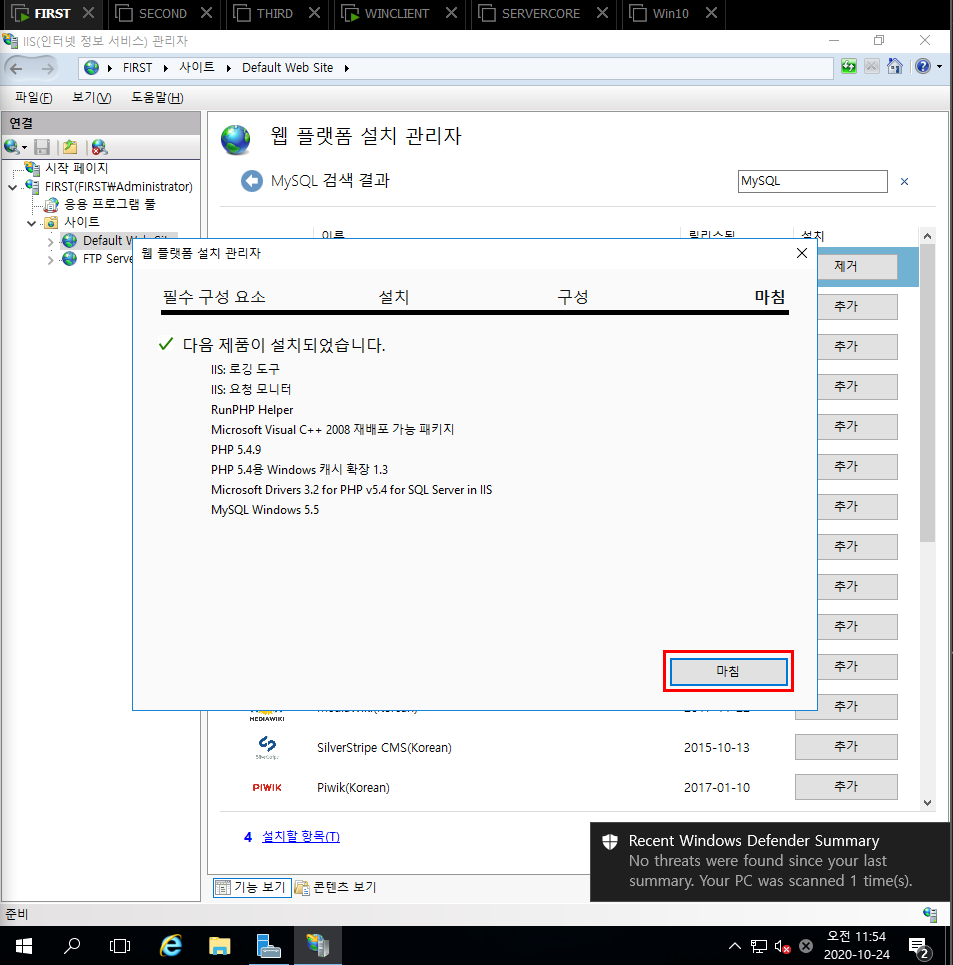 FIRST SECOND THIRD WINCLIENT SERVERCORE Win10
IIS(인터넷 정보 서비스) 관리자
FIRST 사이트 Default Web Site
파일(F) 보기(V) 도움말(H)
연결
시작 페이지
FIRST(FIRST₩Administrator)
응용 프로그램 풀
사이트
Default
FTP
웹 플랫폼 설치 관리자
MySQL 검색 결과
MySQL
이름 릴리스됨 설치
웹 플랫폼 설치 관리자
필수 구성 요소 설치 구성 마침
다음 제품이 설치되었습니다.
IIS: 로깅 도구
IIS: 요청 모니터
RunPHP Helper
Microsoft Visual C++ 2008 재배포 가능 패키지
PHP 5.4.9
PHP 5.4용 Windows 캐시 확장 1.3
Microsoft Drivers 3.2 for PHP v5.4 for SQL Server in IIS
MySQL Windows 5.5
마침
제거
추가
추가
추가
추가
추가
추가
추가
추가
추가
추가
추가
MEDIAWIKI
SilverStripe CMS(Korean) 2015-10-13 추가
PIWIK Piwik(Korean) 2017-01-10 추가
4 설치할 항목(T)
기능 보기 콘텐츠 보기
준비
Recent Windows Defender Summary
No threats were found since your last
summary. Your PC was scanned 1 time(s).
오전 11:54
2020-10-24
2